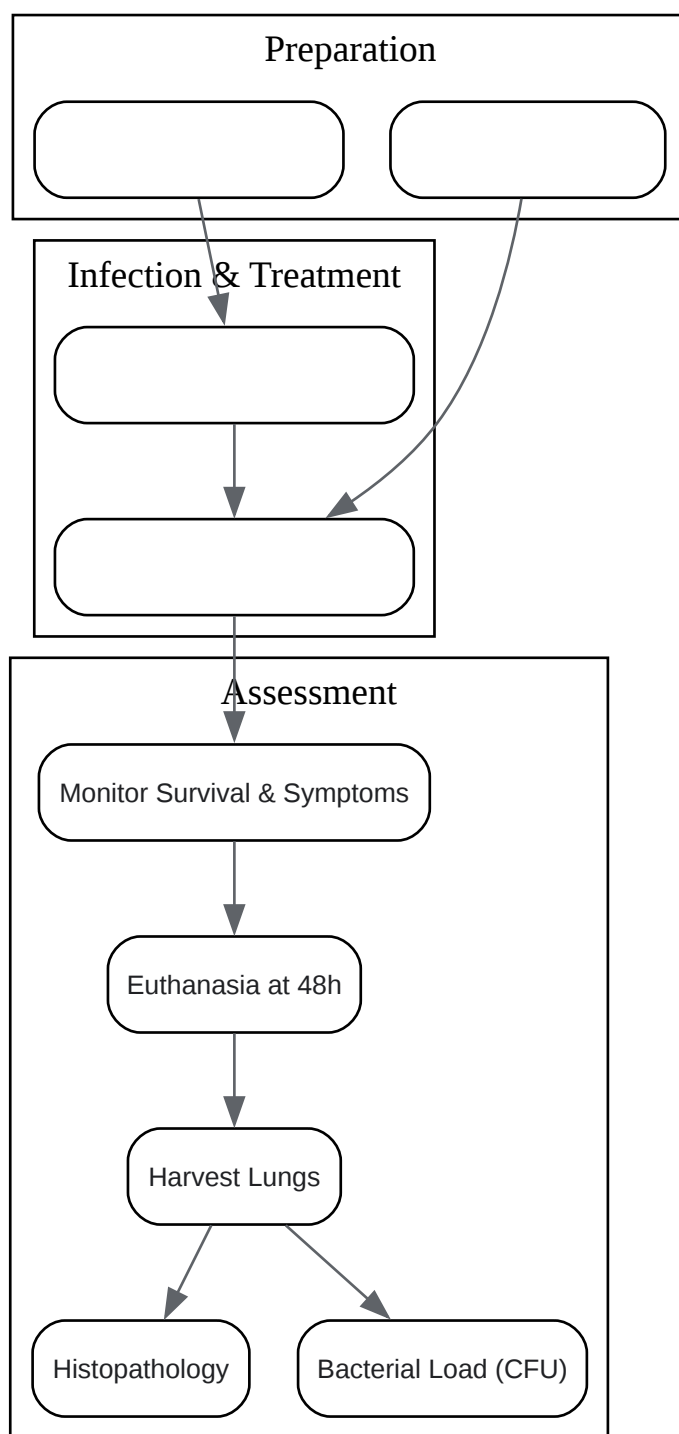 Preparation
Infection & Treatment
Assessment
Monitor Survival & Symptoms
Euthanasia at 48h
Harvest Lungs
Histopathology
Bacterial Load (CFU)